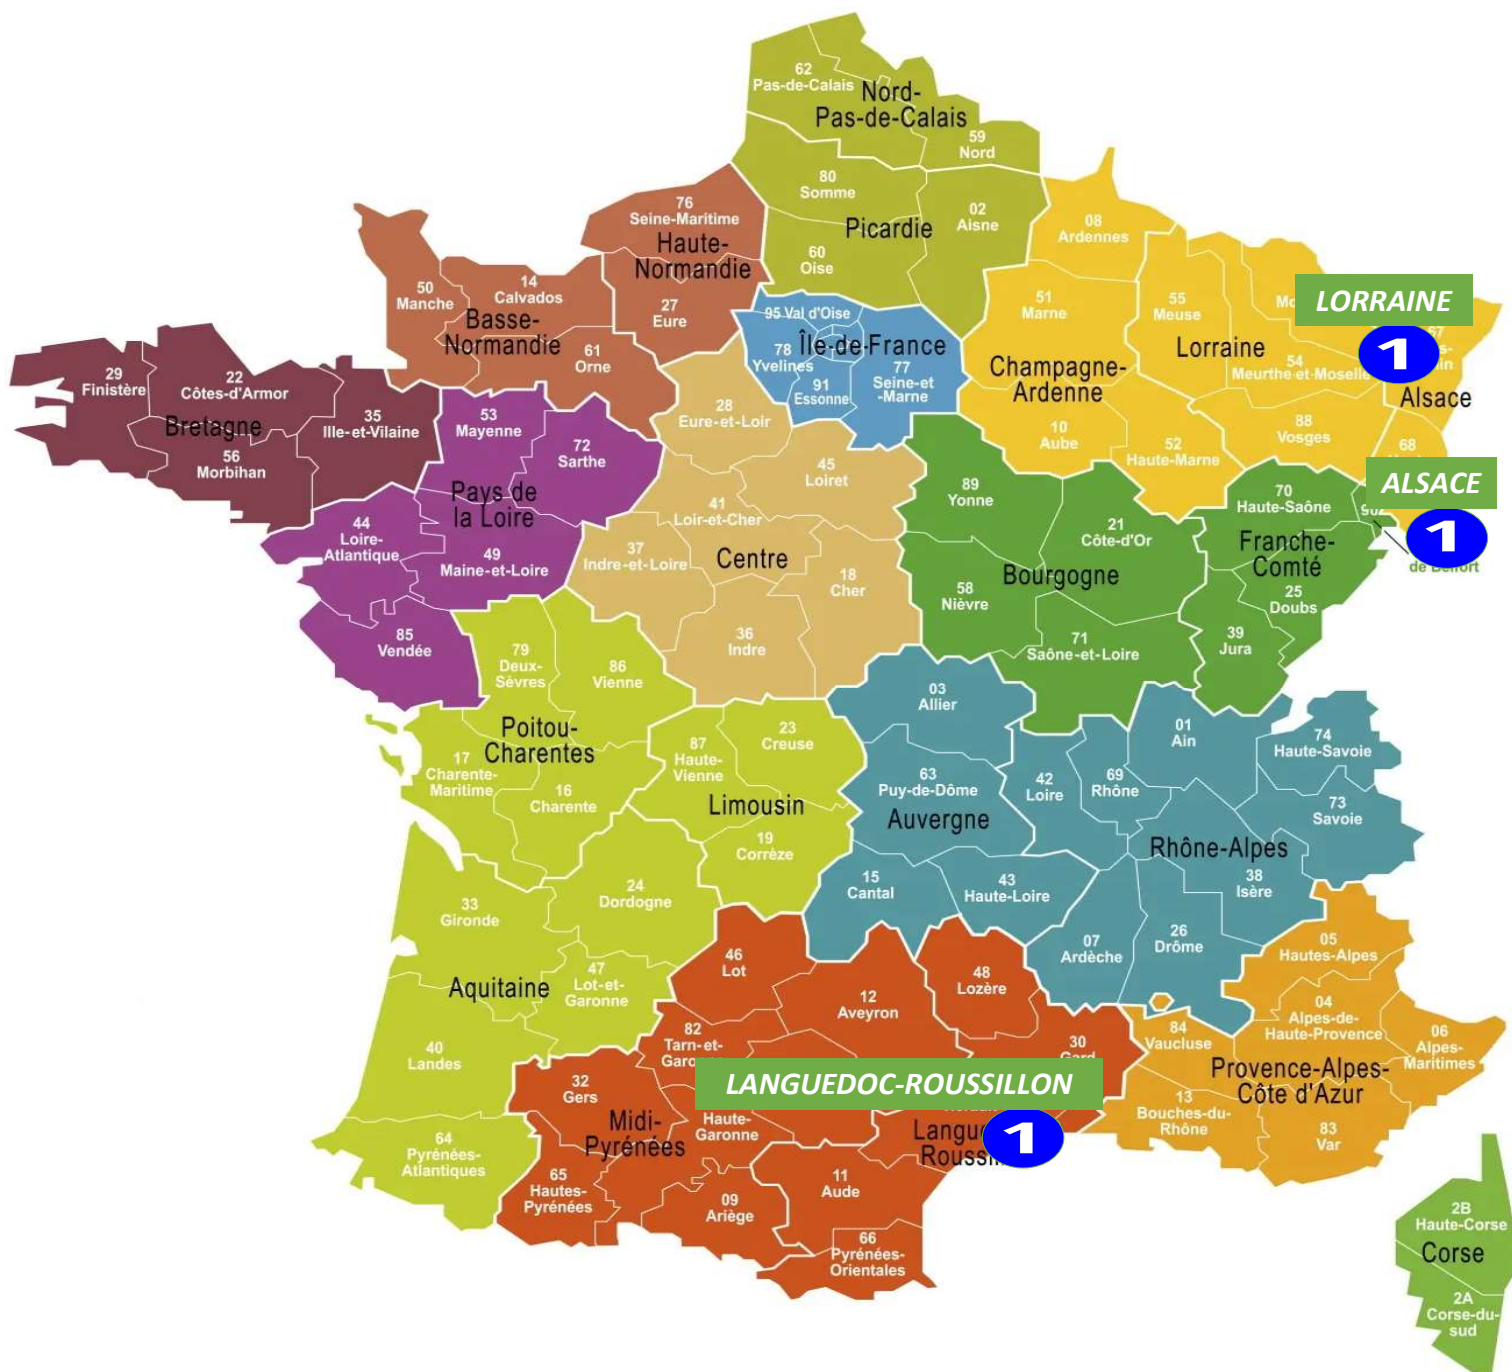 62
Pas-de-Calais
Nord-
Pas-de-Calais
59
Nord
80
Somme
02
Aisne
Picardie
60
Oise
76
Seine-Maritime
Haute-
Normandie
27
Eure
08
Ardennes
50
Manche
14
Calvados
Basse-
Normandie
61
Orne
95 Val d'Oise
Île-de-France
78
Yvelines
91
Essonne
77
Seine-et
-Marne
51
Marne
Champagne-
Ardenne
10
Aube
52
Haute-Marne
55
Meuse
Lorraine
54
Meurthe-et-Moselle
88
Vosges
LORRAINE
1
Alsace
68
ALSACE
1
29
Finistère
22
Côtes-d'Armor
Bretagne
35
Ille-et-Vilaine
56
Morbihan
53
Mayenne
72
Sarthe
Pays de
la Loire
44
Loire-
Atlantique
49
Maine-et-Loire
85
Vendée
28
Eure-et-Loir
45
Loiret
41
Loir-et-Cher
37
Indre-et-Loire
Centre
18
Cher
36
Indre
89
Yonne
21
Côte-d'Or
Bourgogne
58
Nièvre
71
Saône-et-Loire
70
Haute-Saône
Franche-
Comté
25
Doubs
39
Jura
de Belfort
79
Deux-
Sèvres
86
Vienne
Poitou-
Charentes
17
Charente-
Maritime
16
Charente
87
Haute-
Vienne
23
Creuse
Limousin
19
Corrèze
03
Allier
63
Puy-de-Dôme
Auvergne
15
Cantal
43
Haute-Loire
42
Loire
69
Rhône
01
Ain
74
Haute-Savoie
73
Savoie
Rhône-Alpes
38
Isère
07
Ardèche
26
Drôme
33
Gironde
24
Dordogne
Aquitaine
47
Lot-et-
Garonne
40
Landes
64
Pyrénées-
Atlantiques
46
Lot
12
Aveyron
48
Lozère
82
Tarn-et-
30
Gard
32
Gers
Midi-
Pyrénées
Haute-
Garonne
65
Hautes-
Pyrénées
09
Ariège
LANGUEDOC-ROUSSILLON
1
11
Aude
66
Pyrénées-
Orientales
05
Hautes-Alpes
04
Alpes-de-
Haute-Provence
06
Alpes-
Maritimes
84
Vaucluse
Provence-Alpes-
Côte d'Azur
13
Bouches-du-
Rhône
83
Var
2B
Haute-Corse
Corse
2A
Corse-du-
sud